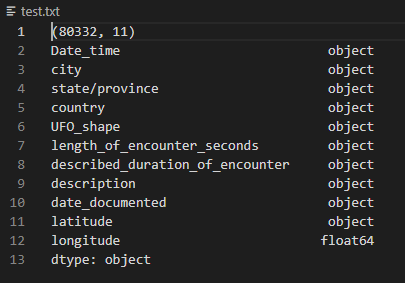 test.txt
1 (80332, 11)
2 Date_time object
3 city object
4 state/province object
5 country object
6 UFO_shape object
7 length_of_encounter_seconds object
8 described_duration_of_encounter object
9 description object
10 date_documented object
11 latitude object
12 longitude float64
13 dtype: object